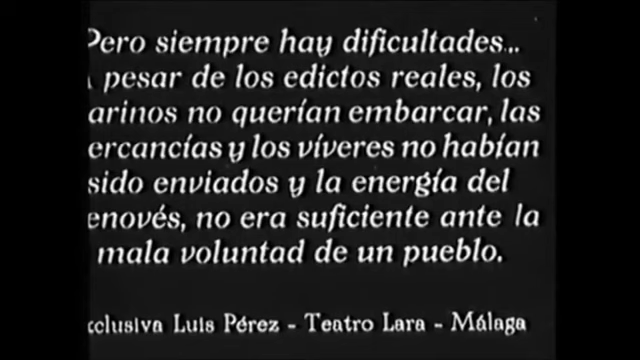 Pero siempre hay dificultades...
pesar de los edictos reales, los
arinos no querían embarcar, las
ercancías y los víveres no habían
sido enviados y la energía del
enovés, no era suficiente ante la
mala voluntad de un pueblo.
xclusiva Luis Pérez - Teatro Lara - Málaga